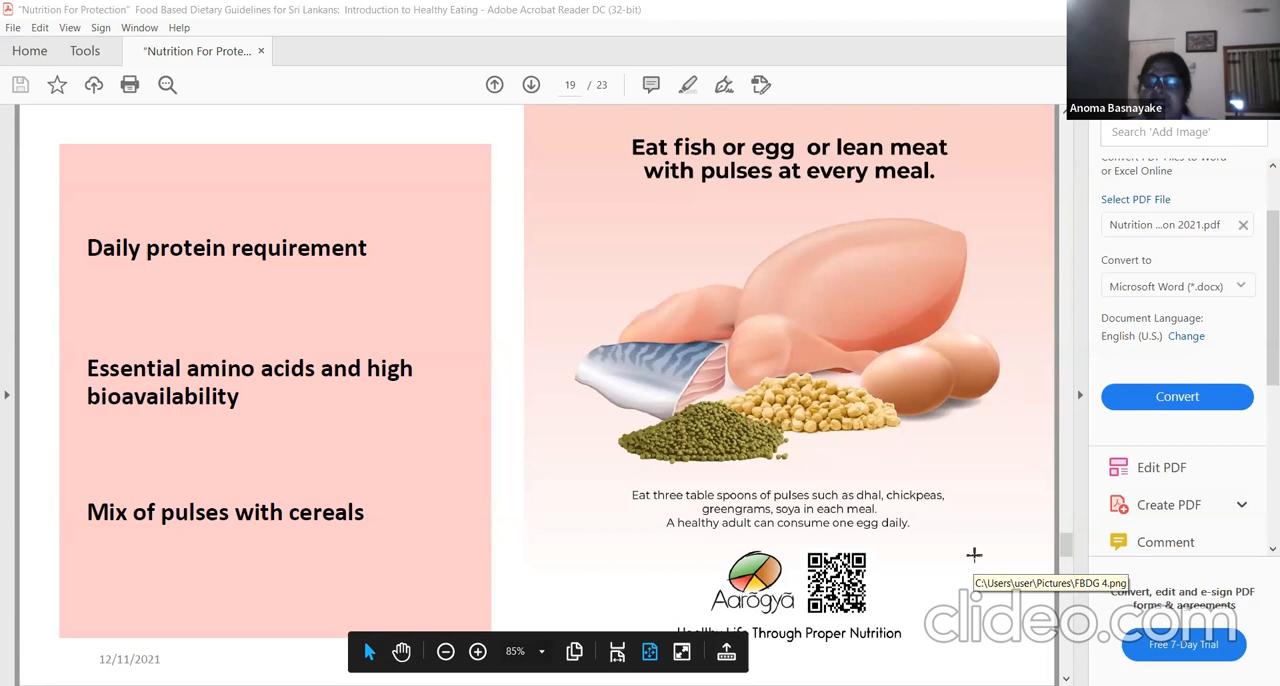 "Nutrition For Protection" Food Based Dietary Guidelines for Sri Lankans: Introduction to Healthy Eating - Adobe Acrobat Reader DC (32-bit)
File Edit View Sign Window Help
Home Tools "Nutrition For Prote... ×
19 / 23
Anoma Basnayake
Daily protein requirement
Essential amino acids and high
bioavailability
Mix of pulses with cereals
12/11/2021
Eat fish or egg or lean meat
with pulses at every meal.
Eat three table spoons of pulses such as dhal, chickpeas,
greengrams, soya in each meal.
A healthy adult can consume one egg daily.
Aarōgyā
Healthy Life Through Proper Nutrition
85%
C:\Users\user\Pictures\FBDG 4.png
Search 'Add Image'
Convert PDF Files to Word
or Excel Online
Select PDF File
Nutrition ...on 2021.pdf
Convert to
Microsoft Word (*.docx)
Document Language:
English (U.S.) Change
Convert
Edit PDF
Create PDF
Comment
Convert, edit and e-sign PDF
forms & agreements
Free 7-Day Trial
clideo.com